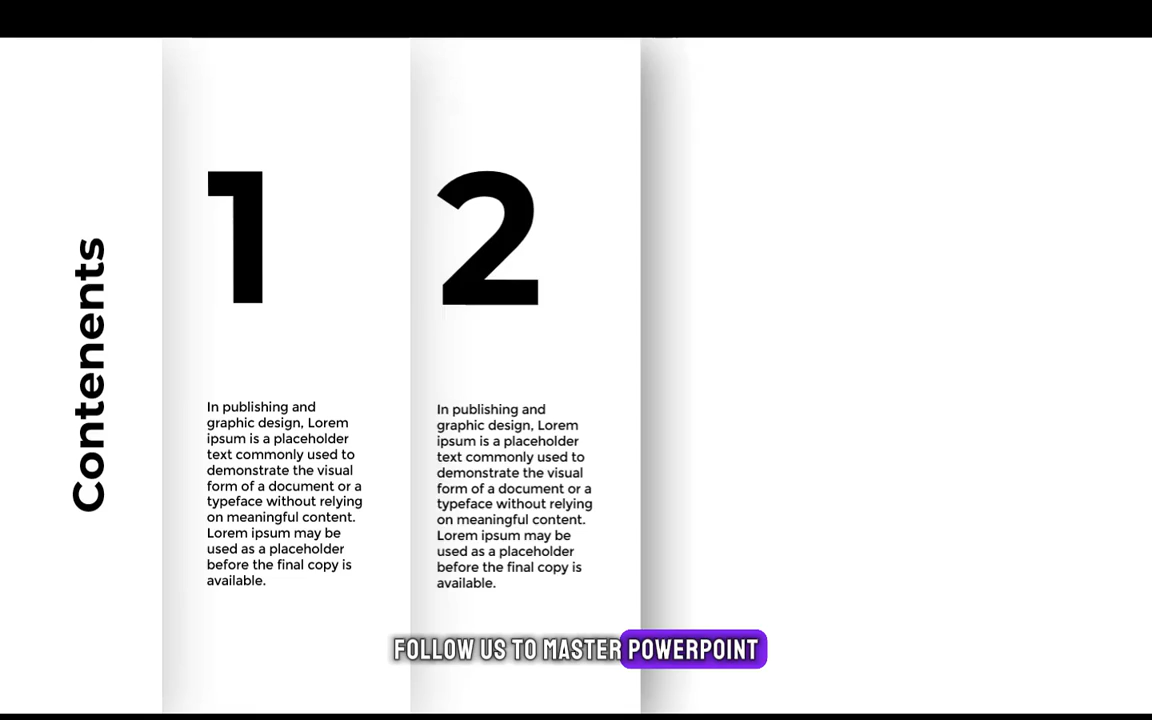 Contenents
1
In publishing and
graphic design, Lorem
ipsum is a placeholder
text commonly used to
demonstrate the visual
form of a document or a
typeface without relying
on meaningful content.
Lorem ipsum may be
used as a placeholder
before the final copy is
available.
2
In publishing and
graphic design, Lorem
ipsum is a placeholder
text commonly used to
demonstrate the visual
form of a document or a
typeface without relying
on meaningful content.
Lorem ipsum may be
used as a placeholder
before the final copy is
available.
FOLLOW US TO MASTER POWERPOINT